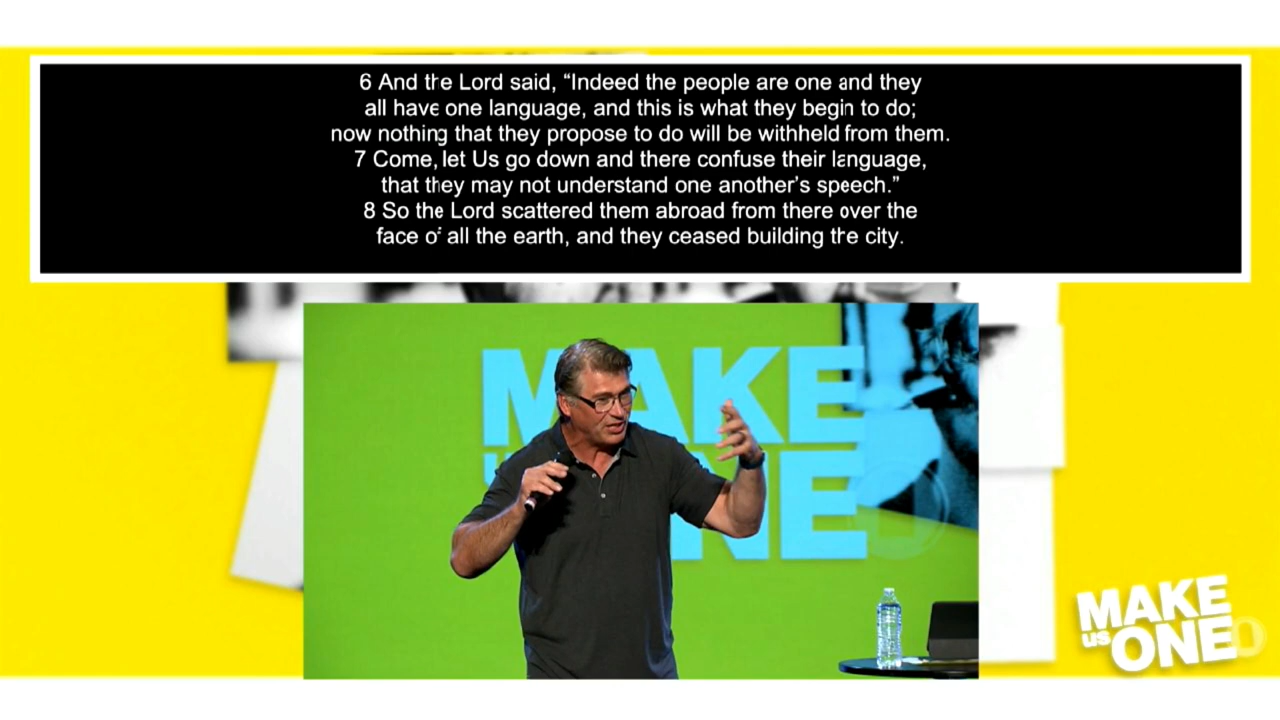 6 And the Lord said, “Indeed the people are one and they
all have one language, and this is what they begin to do;
now nothing that they propose to do will be withheld from them.
7 Come, let Us go down and there confuse their language,
that they may not understand one another’s speech.”
8 So the Lord scattered them abroad from there over the
face of all the earth, and they ceased building the city.
MAKE
ONE
MAKE
us ONE